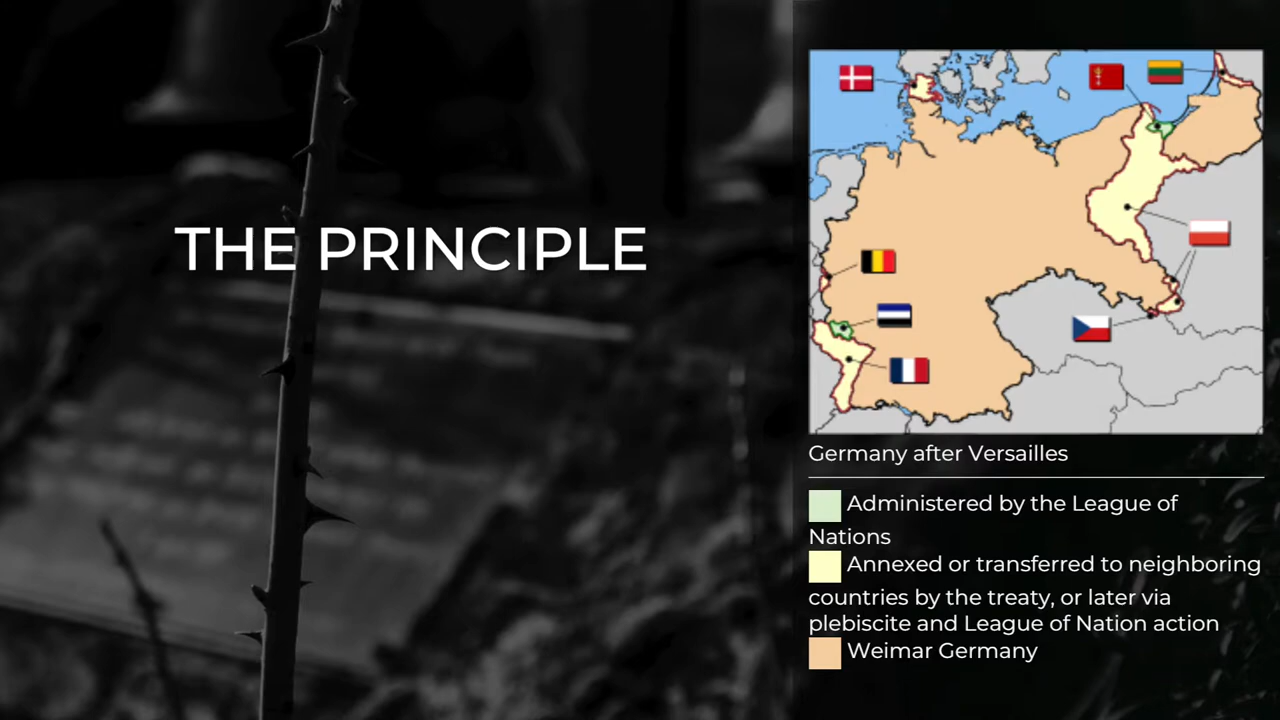 THE PRINCIPLE
Germany after Versailles
Administered by the League of
Nations
Annexed or transferred to neighboring
countries by the treaty, or later via
plebiscite and League of Nation action
Weimar Germany